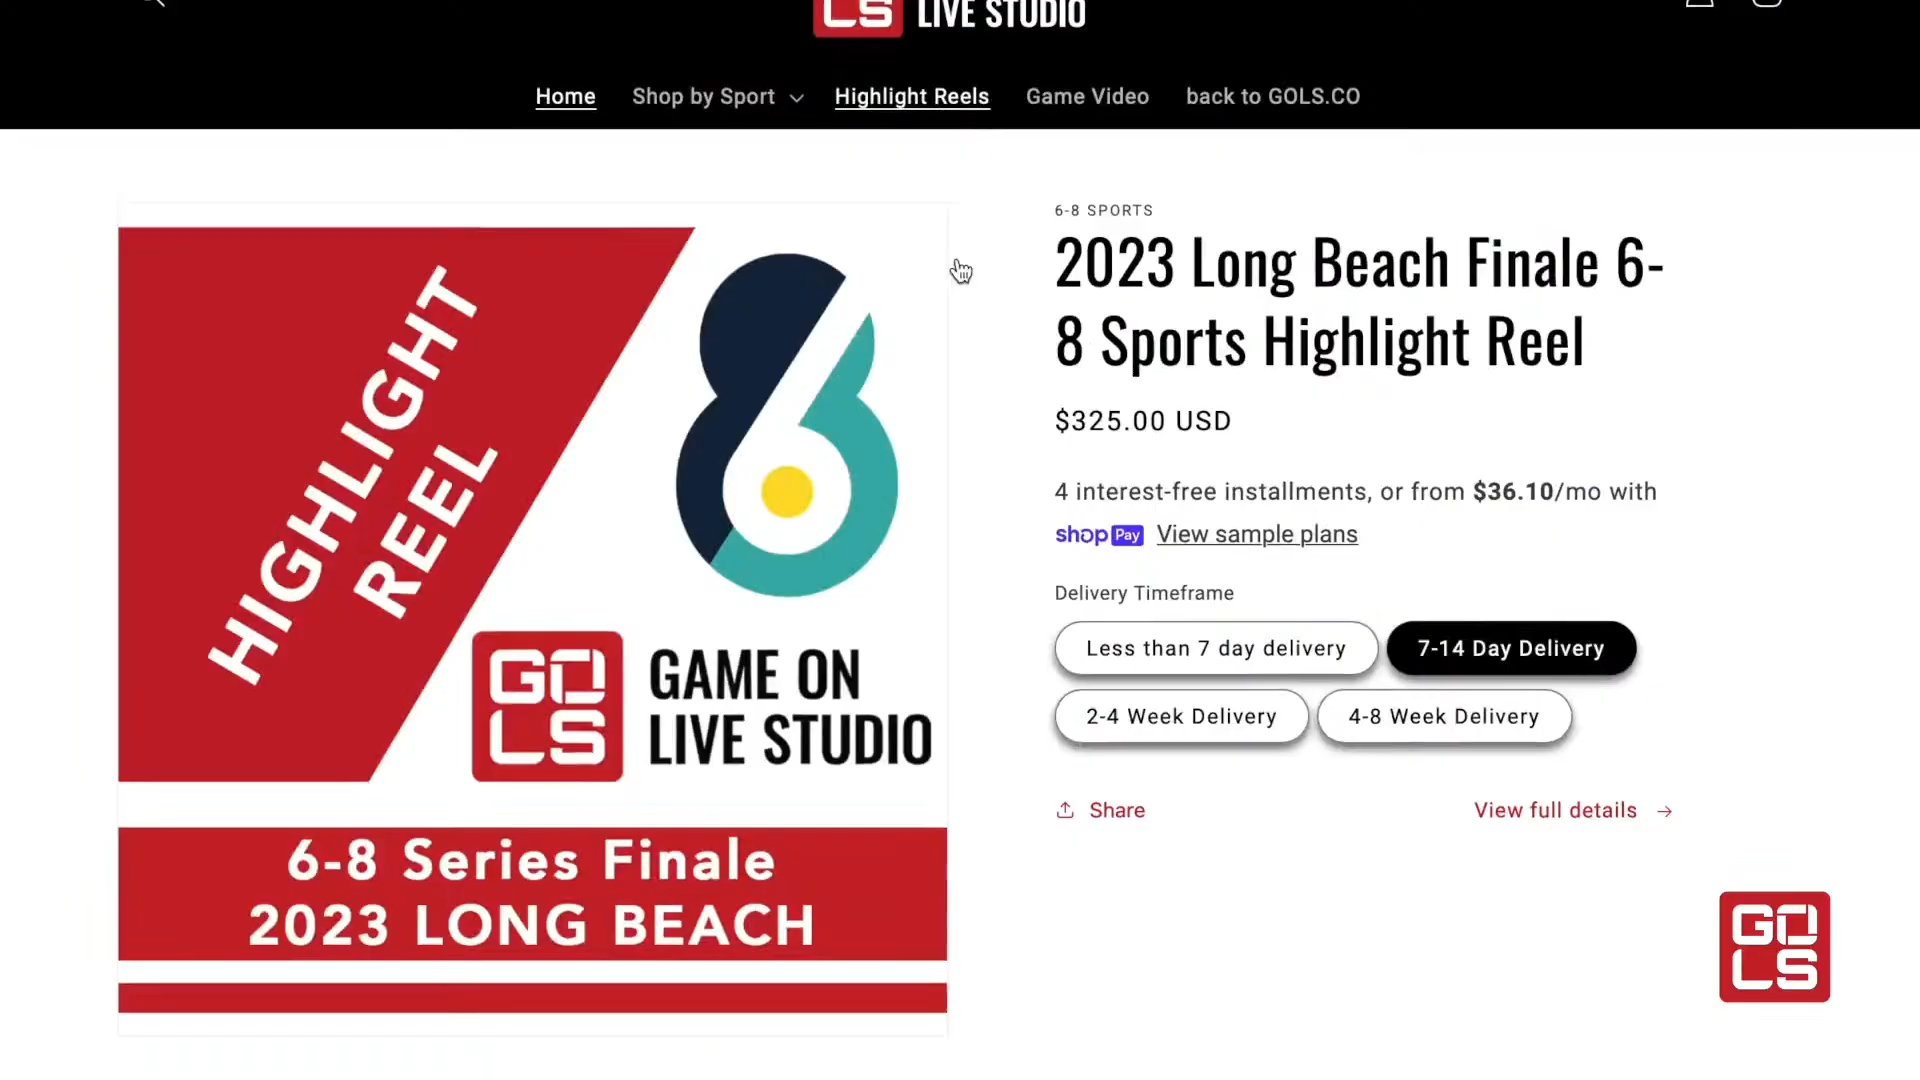 LS LIVE STUDIO
Home Shop by Sport Highlight Reels Game Video back to GOLS.CO
HIGHLIGHT
REEL
GO
LS
GAME ON
LIVE STUDIO
6-8 Series Finale
2023 LONG BEACH
6-8 SPORTS
2023 Long Beach Finale 6-
8 Sports Highlight Reel
$325.00 USD
4 interest-free installments, or from $36.10/mo with
shop Pay View sample plans
Delivery Timeframe
Less than 7 day delivery 7-14 Day Delivery
2-4 Week Delivery 4-8 Week Delivery
Share View full details
GO
LS